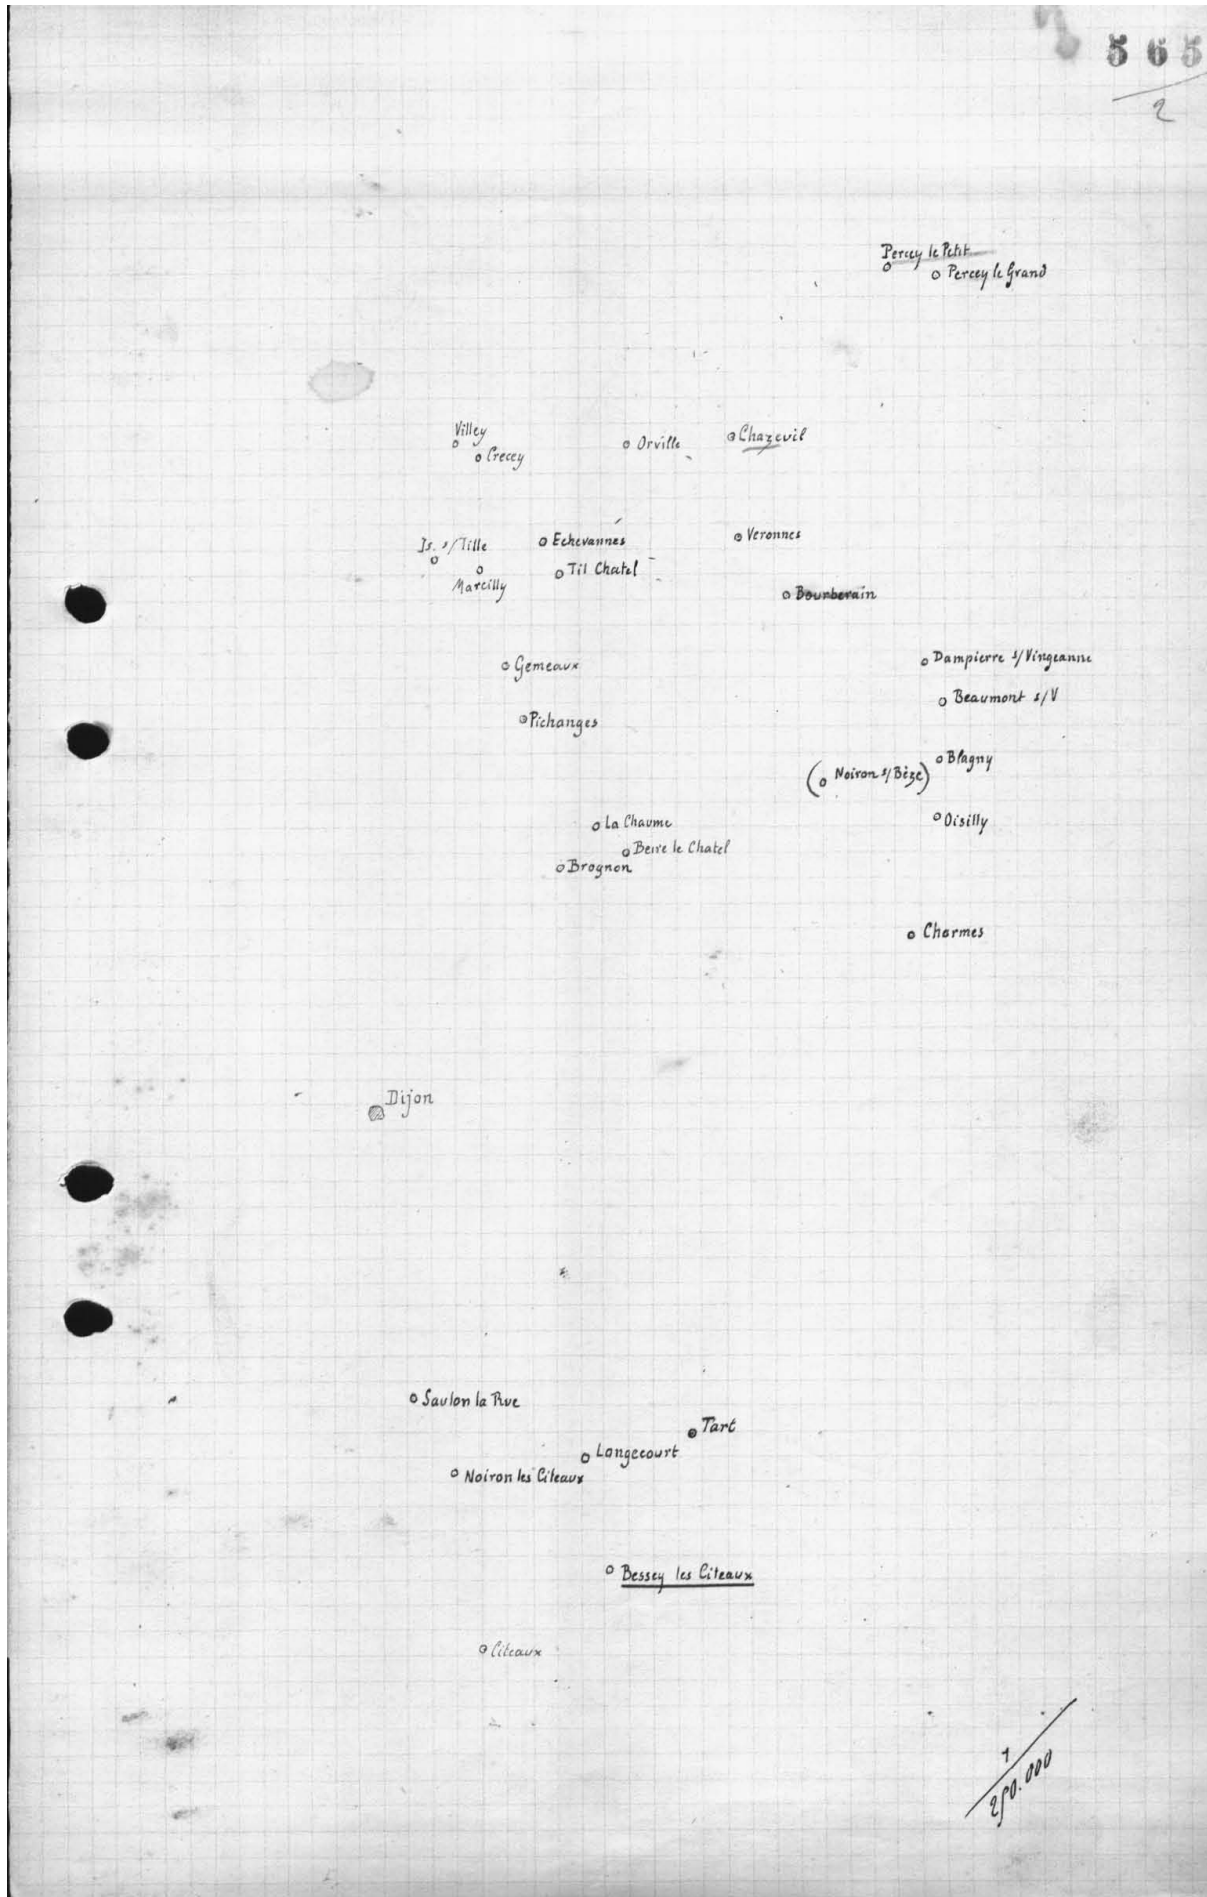 565
2
Percey le Petit
Percey le Grand
Villey
Crecey
Orville
Chazeuil
Is. s/Tille
Marcilly
Echevannes
Til Chatel
Veronnes
Bourberain
Gemeaux
Dampierre s/Vingeanne
Beaumont s/V
Pichanges
Blagny
(Noiron s/Bèze)
Oisilly
La Chaume
Beire le Chatel
Brognon
Charmes
Dijon
Saulon la Rue
Tart
Longecourt
Noiron les Citeaux
Bessey les Citeaux
Citeaux
1/250.000